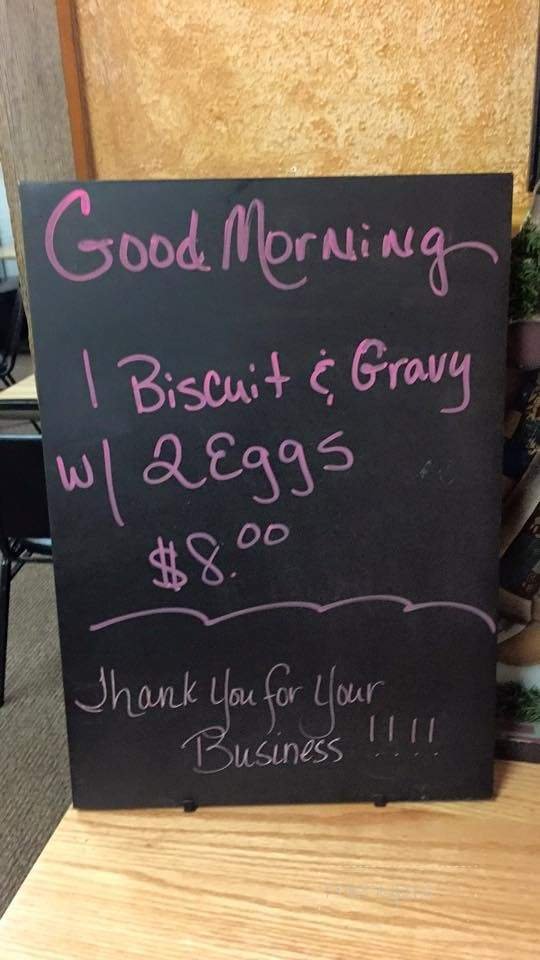 Good Morning
1 Biscuit & Gravy
w/ 2 Eggs
$8.00
Thank You for Your
Business !!!!